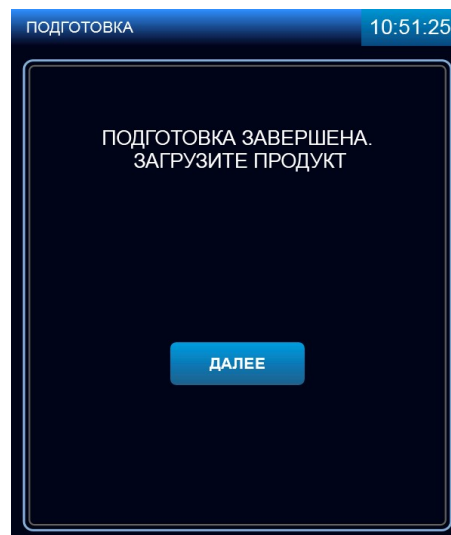 ПОДГОТОВКА
10:51:25
ПОДГОТОВКА ЗАВЕРШЕНА.
ЗАГРУЗИТЕ ПРОДУКТ
ДАЛЕЕ